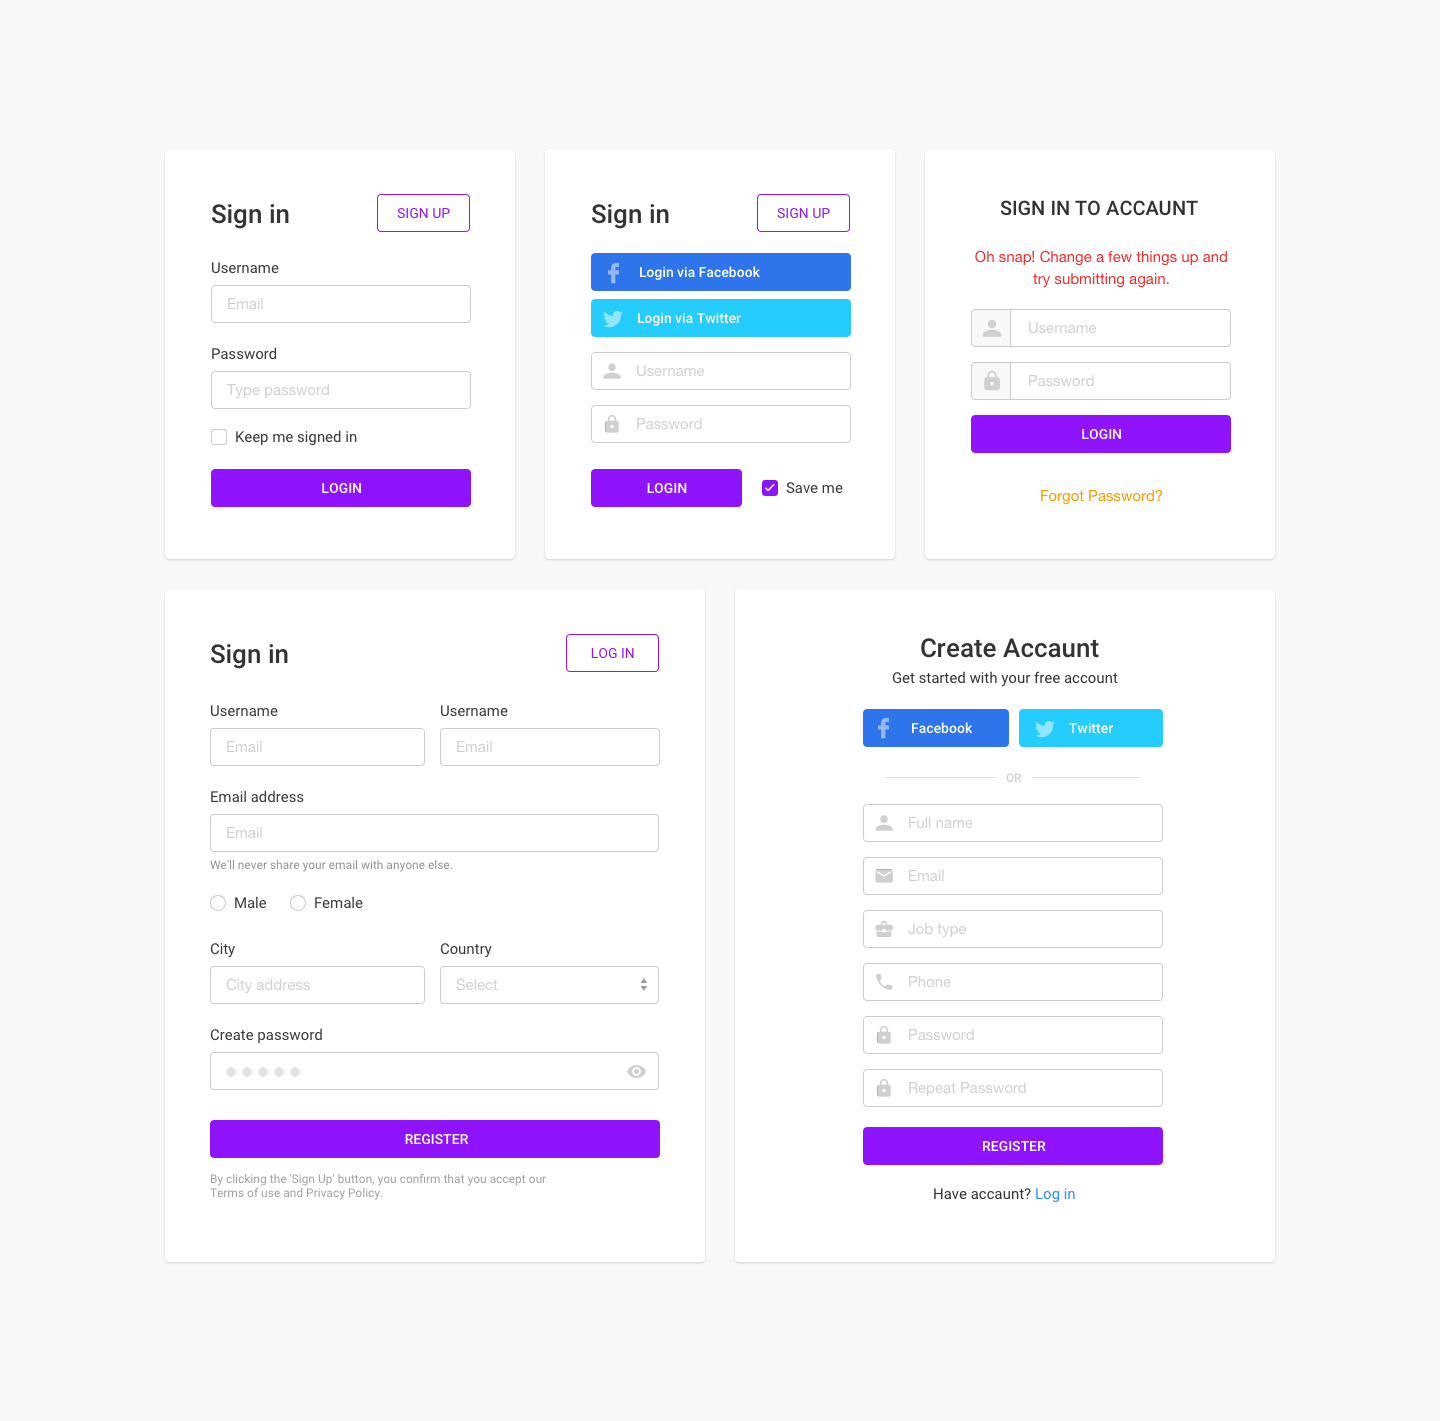 Sign in
SIGN UP
Username
Email
Password
Type password
Keep me signed in
LOGIN
Sign in
SIGN UP
Login via Facebook
Login via Twitter
Username
Password
LOGIN
Save me
SIGN IN TO ACCAUNT
Oh snap! Change a few things up and
try submitting again.
Username
Password
LOGIN
Forgot Password?
Sign in
LOG IN
Username
Username
Email
Email
Email address
Email
We'll never share your email with anyone else.
Male
Female
City
Country
City address
Select
Create password
REGISTER
By clicking the 'Sign Up' button, you confirm that you accept our
Terms of use and Privacy Policy.
Create Accaunt
Get started with your free account
Facebook
Twitter
OR
Full name
Email
Job type
Phone
Password
Repeat Password
REGISTER
Have accaunt? Log in